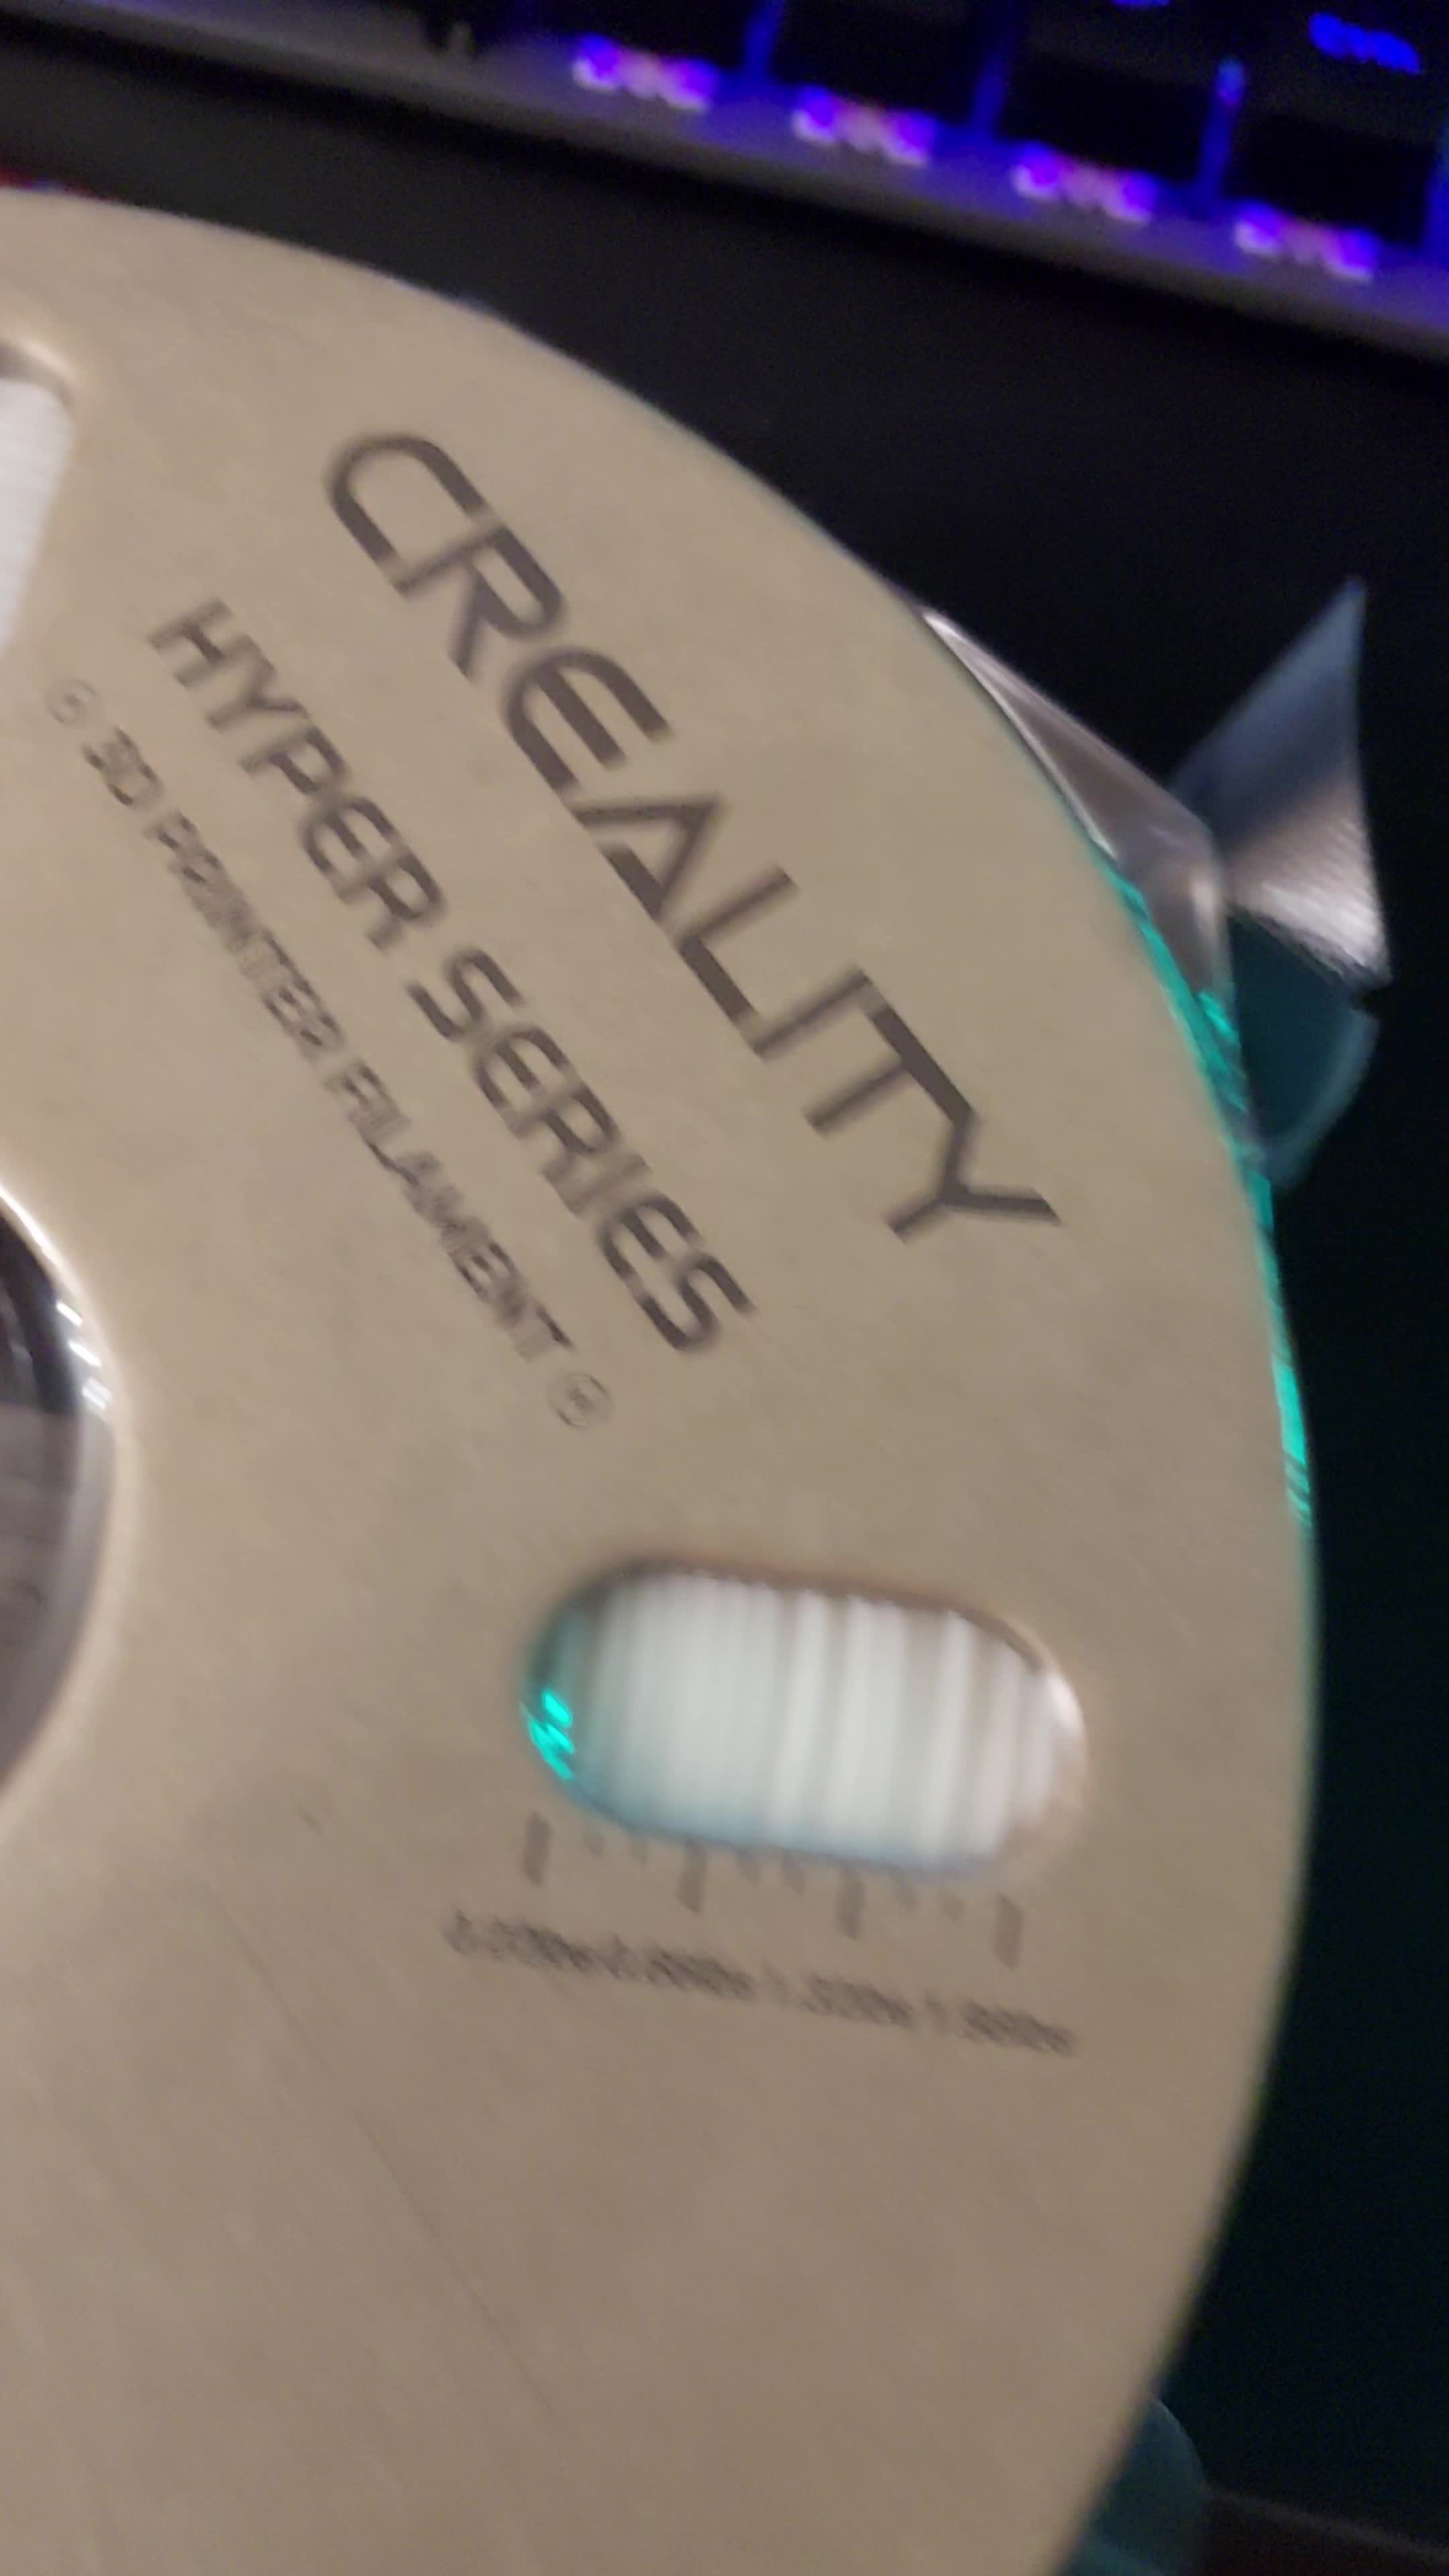 CREALITY
HYPER SERIES
3D PRINTER FILAMENT